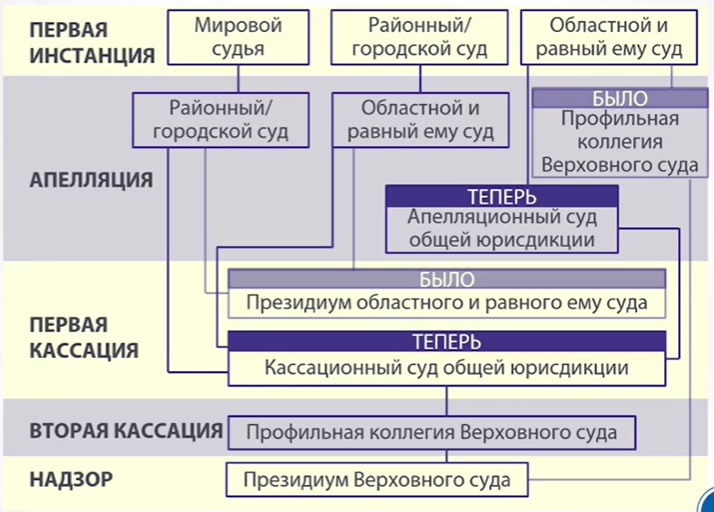 ПЕРВАЯ
ИНСТАНЦИЯ
Мировой
судья
Районный/
городской суд
Областной и
равный ему суд
АПЕЛЛЯЦИЯ
Районный/
городской суд
Областной и
равный ему суд
БЫЛО
Профильная
коллегия
Верховного суда
ТЕПЕРЬ
Апелляционный суд
общей юрисдикции
ПЕРВАЯ
КАССАЦИЯ
БЫЛО
Президиум областного и равного ему суда
ТЕПЕРЬ
Кассационный суд общей юрисдикции
ВТОРАЯ КАССАЦИЯ
Профильная коллегия Верховного суда
НАДЗОР
Президиум Верховного суда